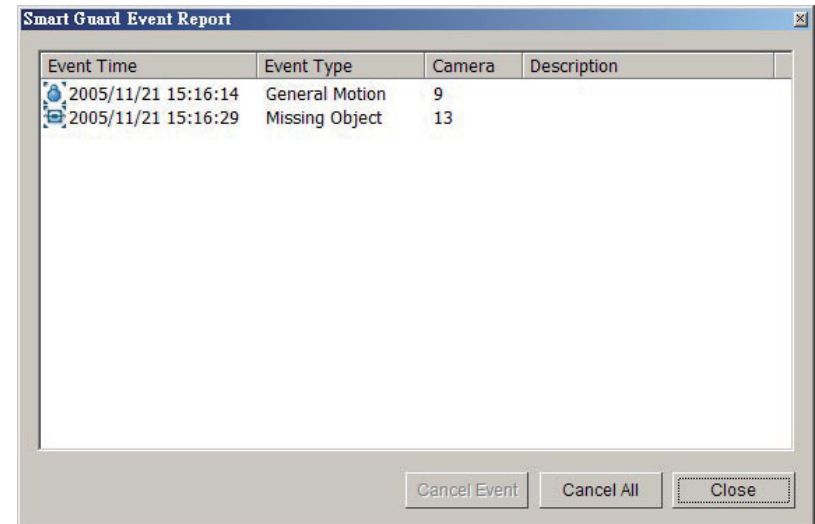 Smart Guard Event Report
Event Time Event Type Camera Description
2005/11/21 15:16:14 General Motion 9
2005/11/21 15:16:29 Missing Object 13
Cancel Event Cancel All Close